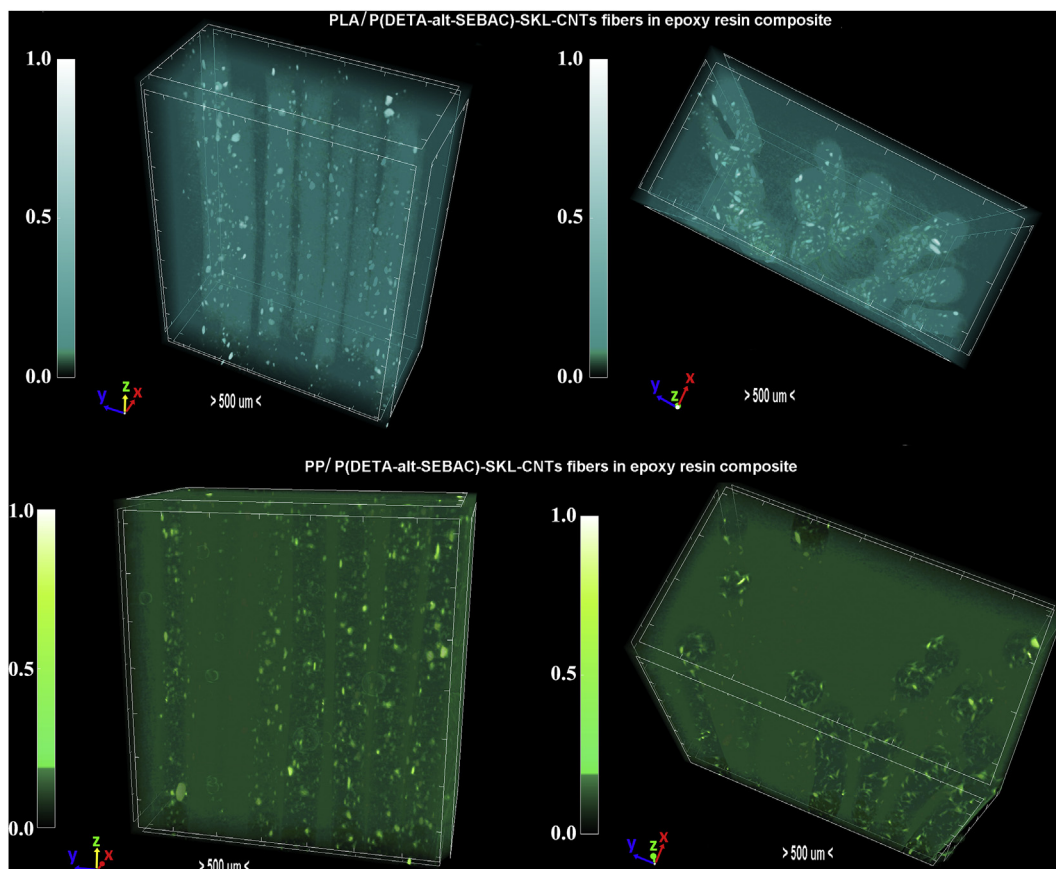 PLA/ P(DETA-alt-SEBAC)-SKL-CNTs fibers in epoxy resin composite
1.0
0.5
0.0
y z x
> 500 um <
1.0
0.5
0.0
y z x
> 500 um <
PP/ P(DETA-alt-SEBAC)-SKL-CNTs fibers in epoxy resin composite
1.0
0.5
0.0
y z x
> 500 um <
1.0
0.5
0.0
y z x
> 500 um <